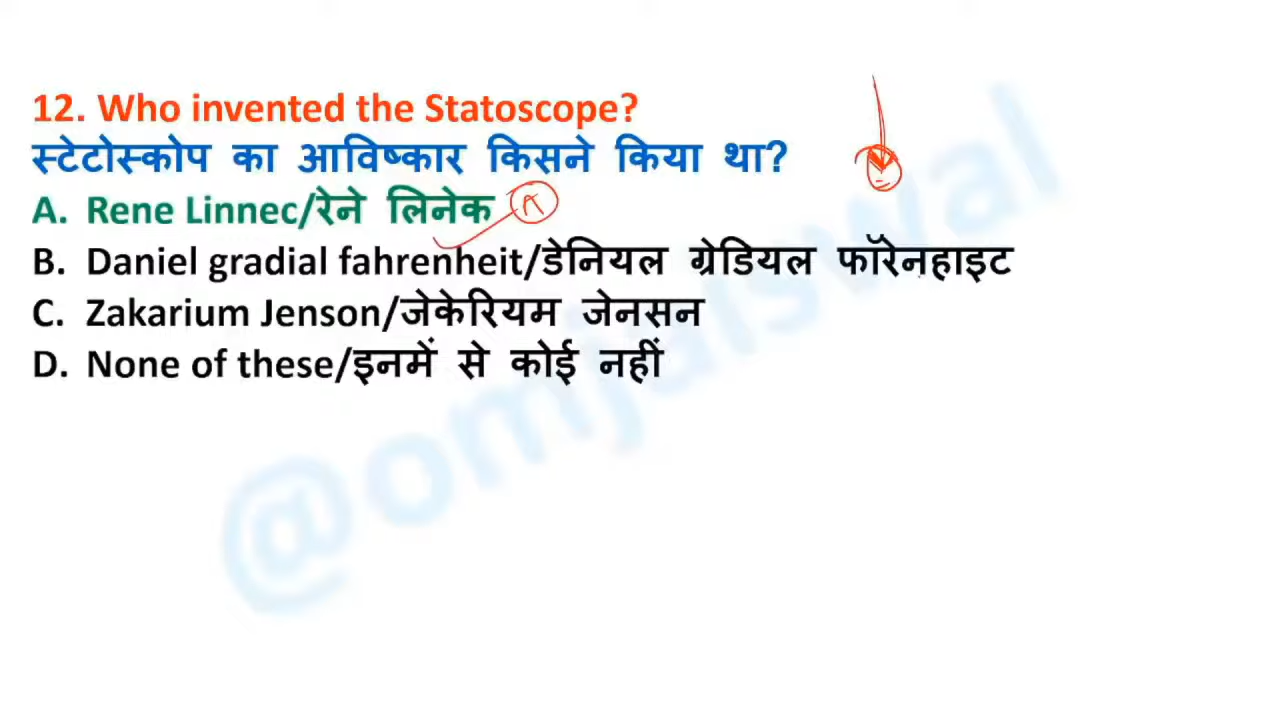 12. Who invented the Statoscope?
स्टेटोस्कोप का आविष्कार किसने किया था?
A. Rene Linnec/रेने लिनेक A
B. Daniel gradial fahrenheit/डेनियल ग्रेडियल फॉरेनहाइट
C. Zakarium Jenson/जेकेरियम जेनसन
D. None of these/इनमें से कोई नहीं
@omjaiswal